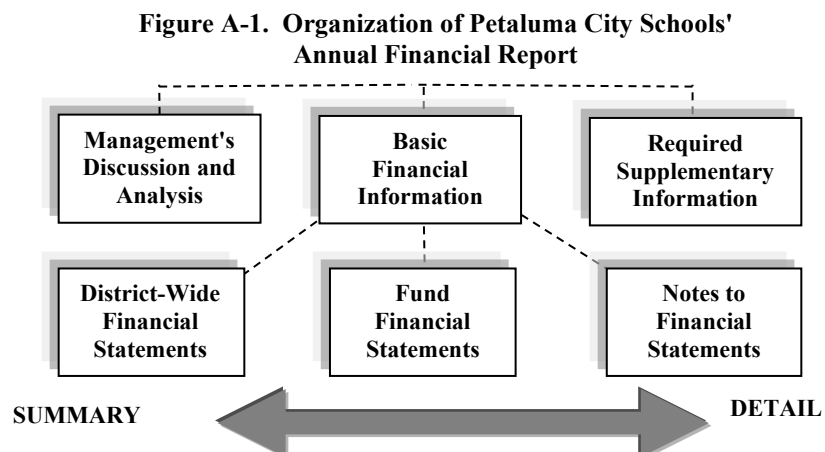 Figure A-1.  Organization of Petaluma City Schools'
Annual Financial Report
Management's
Discussion and
Analysis
Basic
Financial
Information
Required
Supplementary
Information
District-Wide
Financial
Statements
Fund
Financial
Statements
Notes to
Financial
Statements
SUMMARY
DETAIL